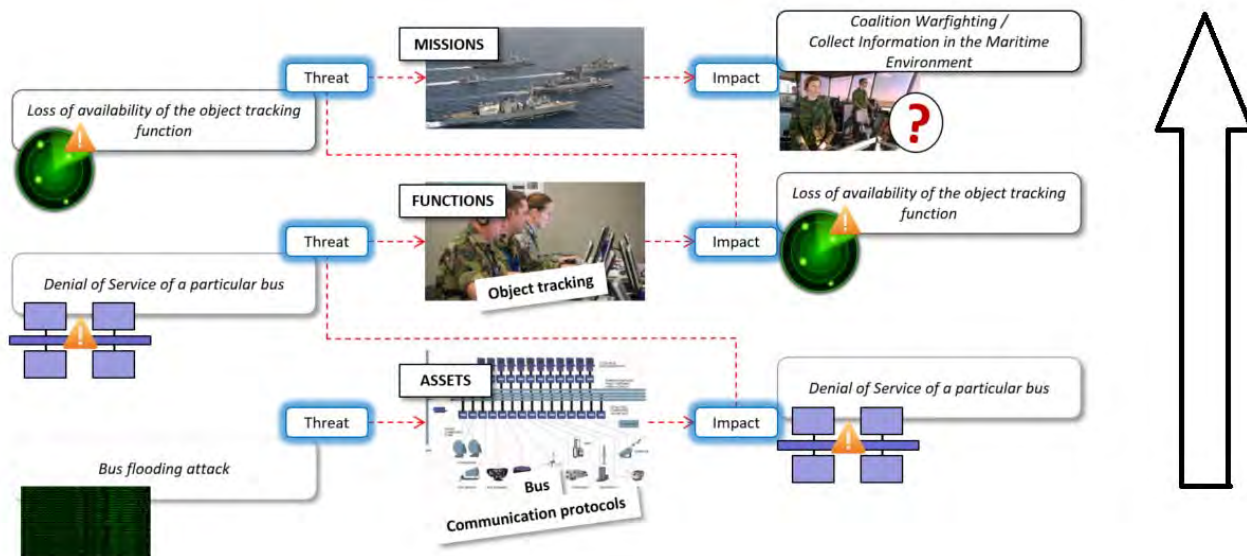 MISSIONS
Coalition Warfighting /
Collect Information in the Maritime
Environment
Threat
Impact
Loss of availability of the object tracking
function
?
FUNCTIONS
Loss of availability of the object tracking
function
Threat
Impact
Denial of Service of a particular bus
Object tracking
ASSETS
Denial of Service of a particular bus
Threat
Impact
Bus flooding attack
Bus
Communication protocols